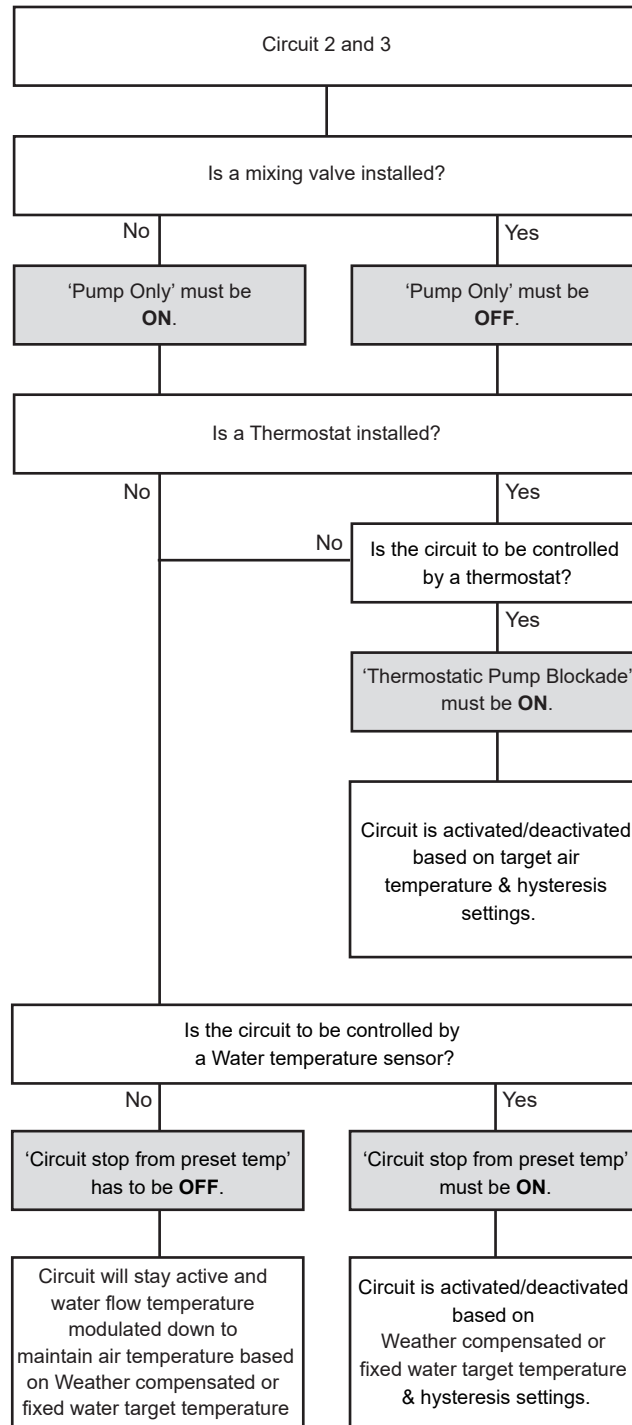 Circuit 2 and 3
Is a mixing valve installed?
No
Yes
‘Pump Only’ must be
ON.
‘Pump Only’ must be
OFF.
Is a Thermostat installed?
No
Yes
No
Is the circuit to be controlled
by a thermostat?
Yes
‘Thermostatic Pump Blockade’
must be ON.
Circuit is activated/deactivated
based on target air
temperature & hysteresis
settings.
Is the circuit to be controlled by
a Water temperature sensor?
No
Yes
‘Circuit stop from preset temp’
has to be OFF.
‘Circuit stop from preset temp’
must be ON.
Circuit will stay active and
water flow temperature
modulated down to
maintain air temperature based
on Weather compensated or
fixed water target temperature
Circuit is activated/deactivated
based on
Weather compensated or
fixed water target temperature
& hysteresis settings.